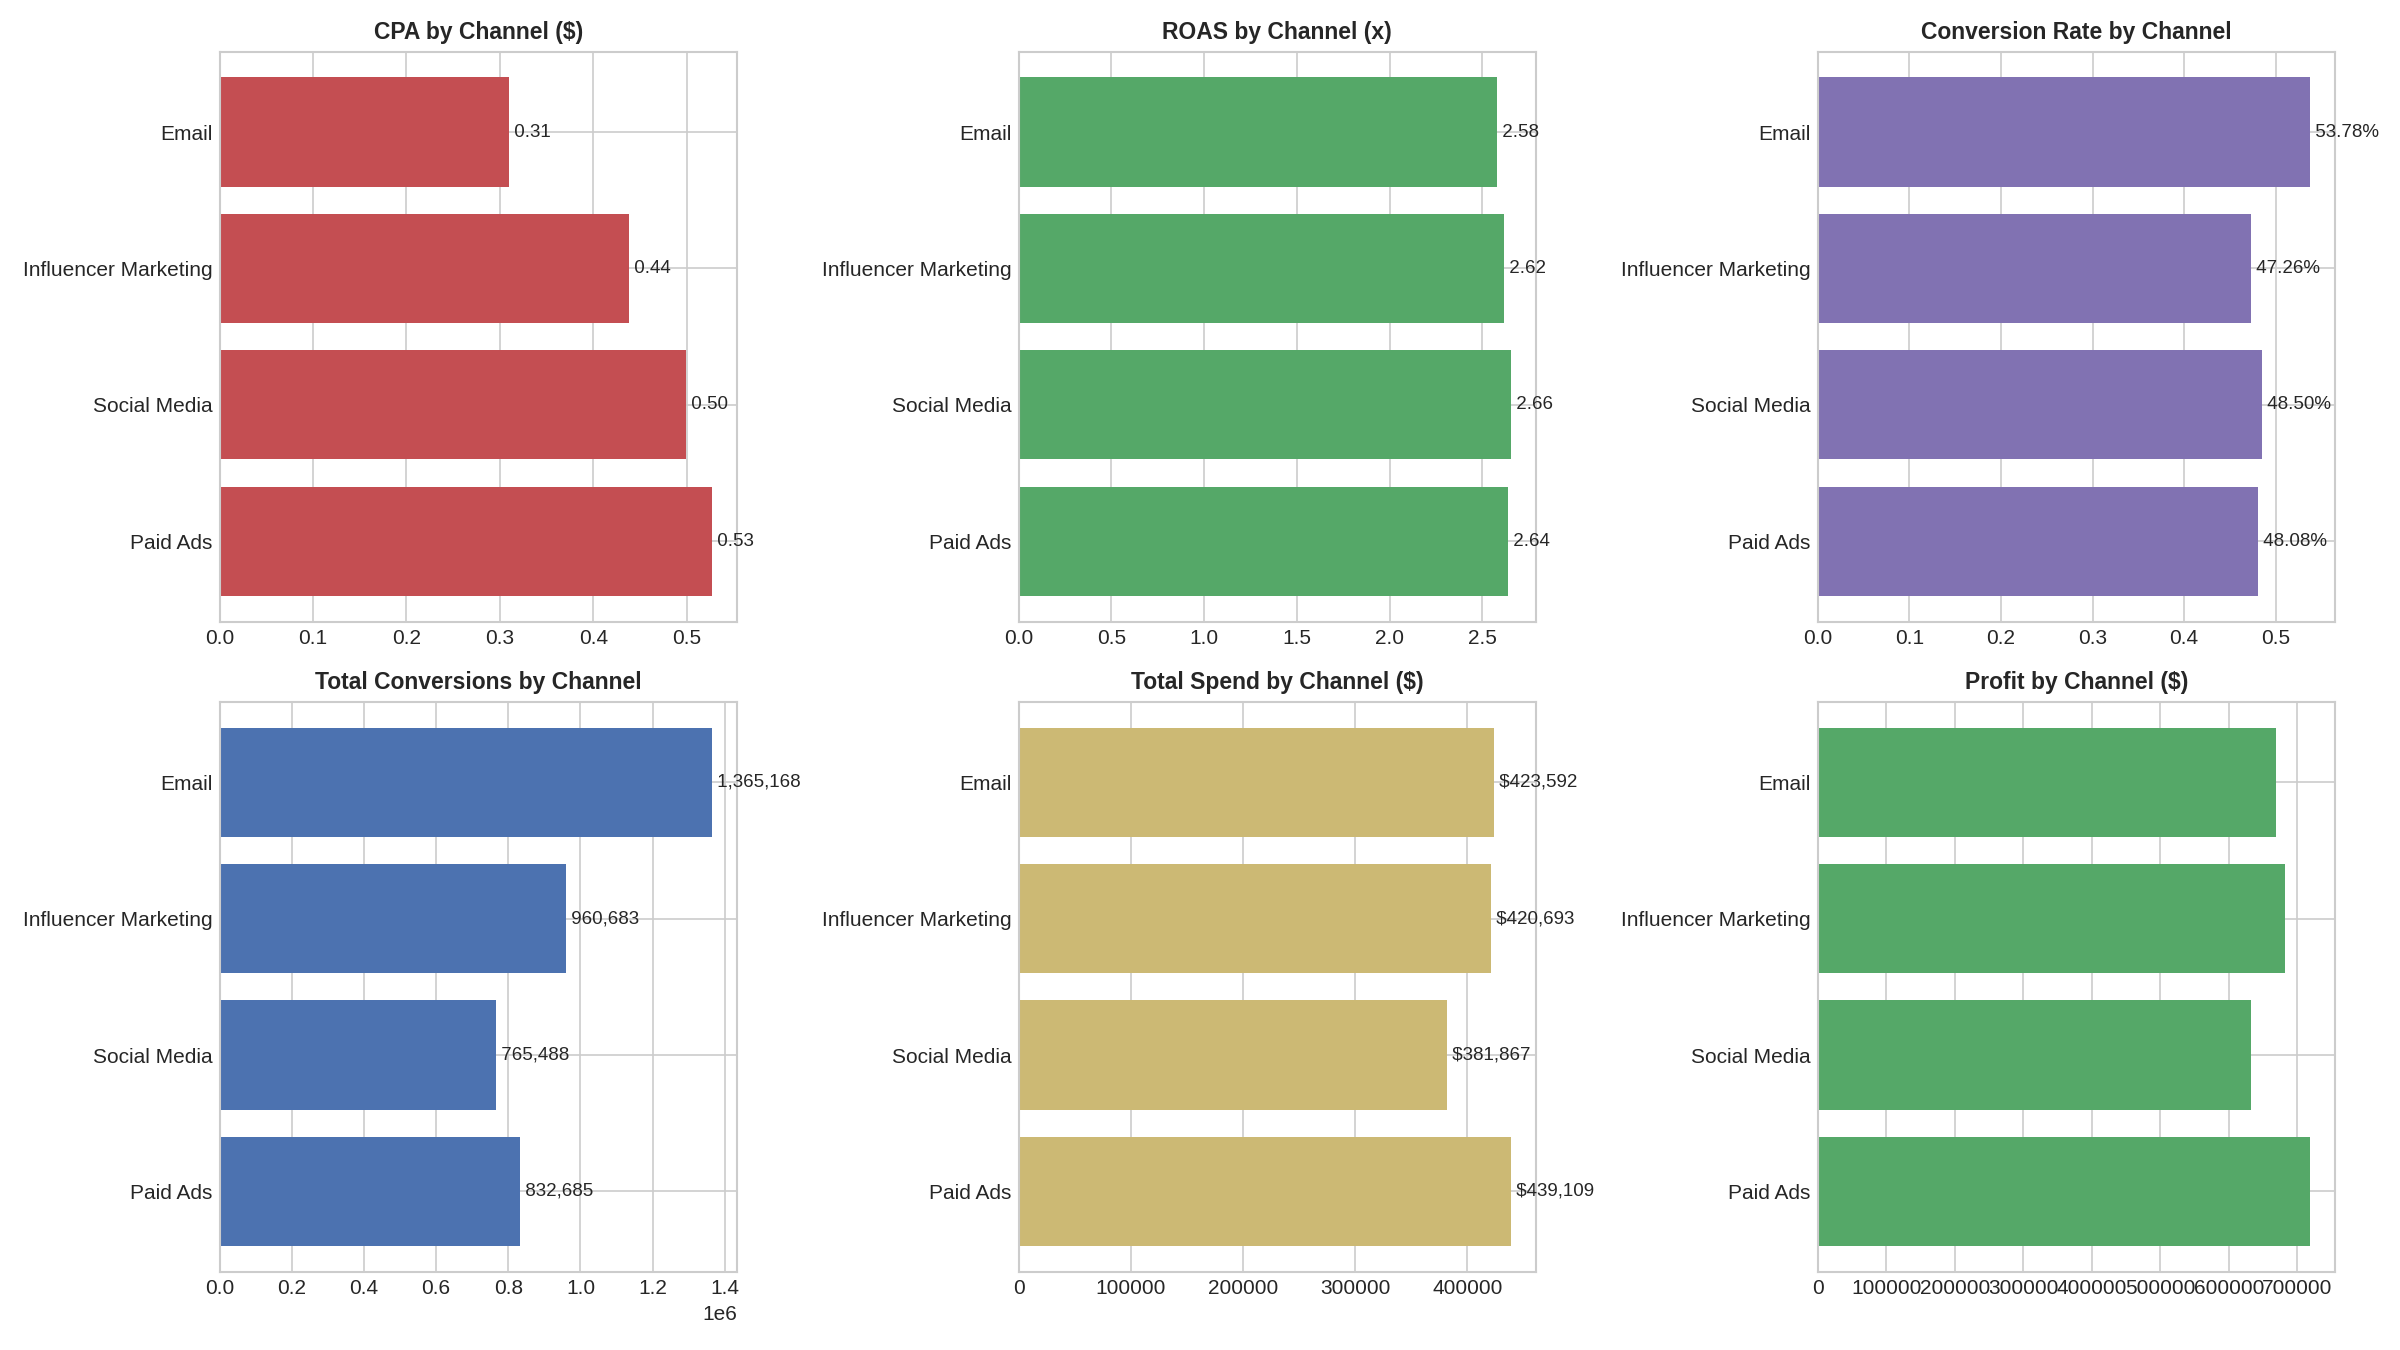 CPA by Channel ($)
Email
0.31
Influencer Marketing
0.44
Social Media
0.50
Paid Ads
0.53
0.0 0.1 0.2 0.3 0.4 0.5
ROAS by Channel (x)
Email
2.58
Influencer Marketing
2.62
Social Media
2.66
Paid Ads
2.64
0.0 0.5 1.0 1.5 2.0 2.5
Conversion Rate by Channel
Email
53.78%
Influencer Marketing
47.26%
Social Media
48.50%
Paid Ads
48.08%
0.0 0.1 0.2 0.3 0.4 0.5
Total Conversions by Channel
Email
1,365,168
Influencer Marketing
960,683
Social Media
765,488
Paid Ads
832,685
0.0 0.2 0.4 0.6 0.8 1.0 1.2 1.4
1e6
Total Spend by Channel ($)
Email
$423,592
Influencer Marketing
$420,693
Social Media
$381,867
Paid Ads
$439,109
0 100000 200000 300000 400000
Profit by Channel ($)
Email
Influencer Marketing
Social Media
Paid Ads
0 100000 200000 300000 400000 500000 600000 700000